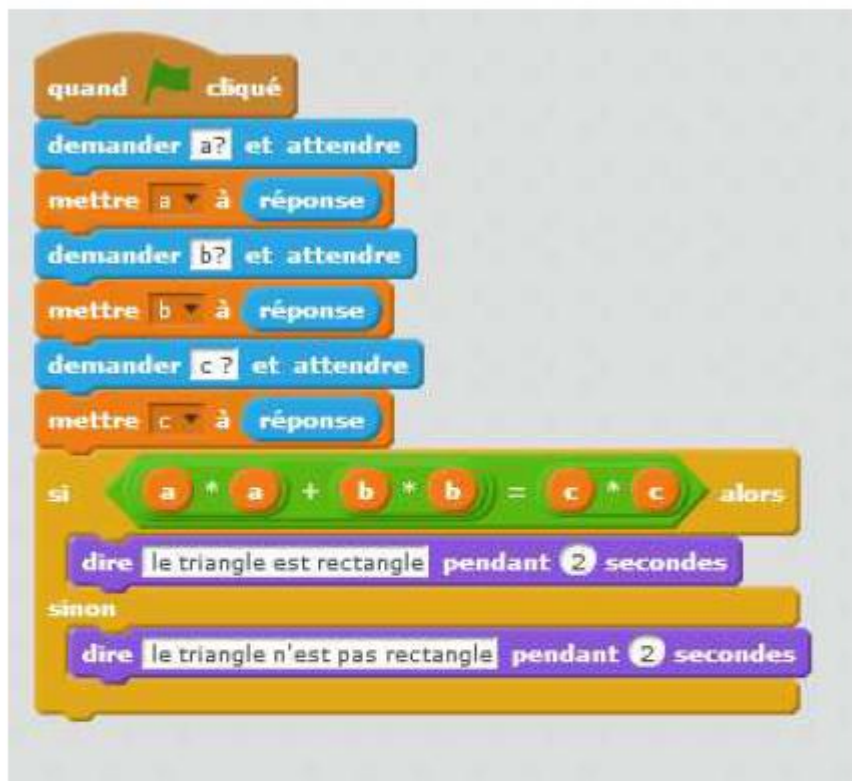 quand cliqué
demander a? et attendre
mettre a à réponse
demander b? et attendre
mettre b à réponse
demander c ? et attendre
mettre c à réponse
si a * a + b * b = c * c alors
dire le triangle est rectangle pendant 2 secondes
sinon
dire le triangle n'est pas rectangle pendant 2 secondes